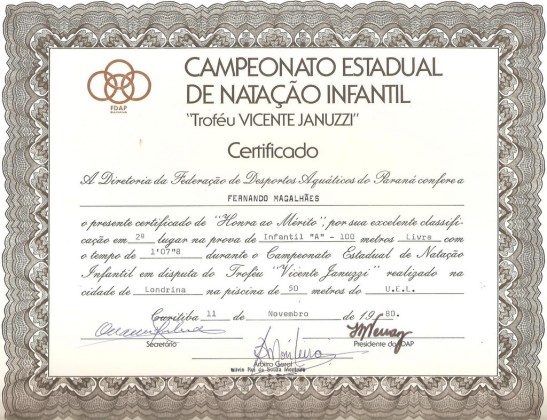 FDAP
CAMPEONATO ESTADUAL
DE NATAÇÃO INFANTIL
"Troféu VICENTE JANUZZI"
Certificado
A Diretoria da Federação de Desportos Aquáticos do Paraná confere a
FERNANDO MAGALHÃES
o presente certificado de "Honra ao Mérito", por sua excelente classifi-
cação em 2º lugar na prova de Infantil "A" - 100 metros Livre com
o tempo de 1'07"8 durante o Campeonato Estadual de Natação
Infantil em disputa do Troféu "Vicente Januzzi" realizado na
cidade de Londrina na piscina de 50 metros do U.E.L.
Curitiba 11 de Novembro de 1980.
Secretário
Presidente da FDAP
Árbitro Geral